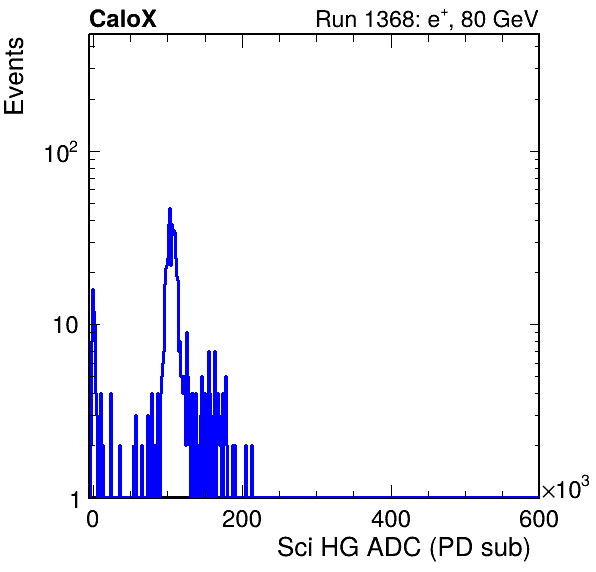 CaloX Run 1368: e⁺, 80 GeV
Events
10²
10
1
0 200 400 600
×10³
Sci HG ADC (PD sub)